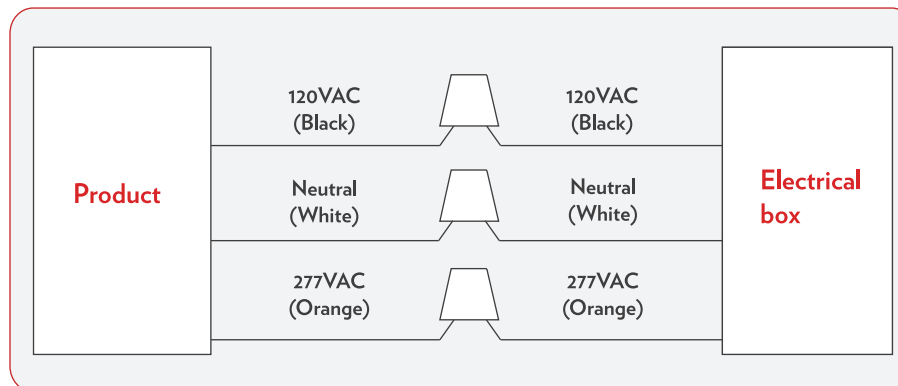 120VAC
(Black)
120VAC
(Black)
Product
Neutral
(White)
Neutral
(White)
Electrical
box
277VAC
(Orange)
277VAC
(Orange)